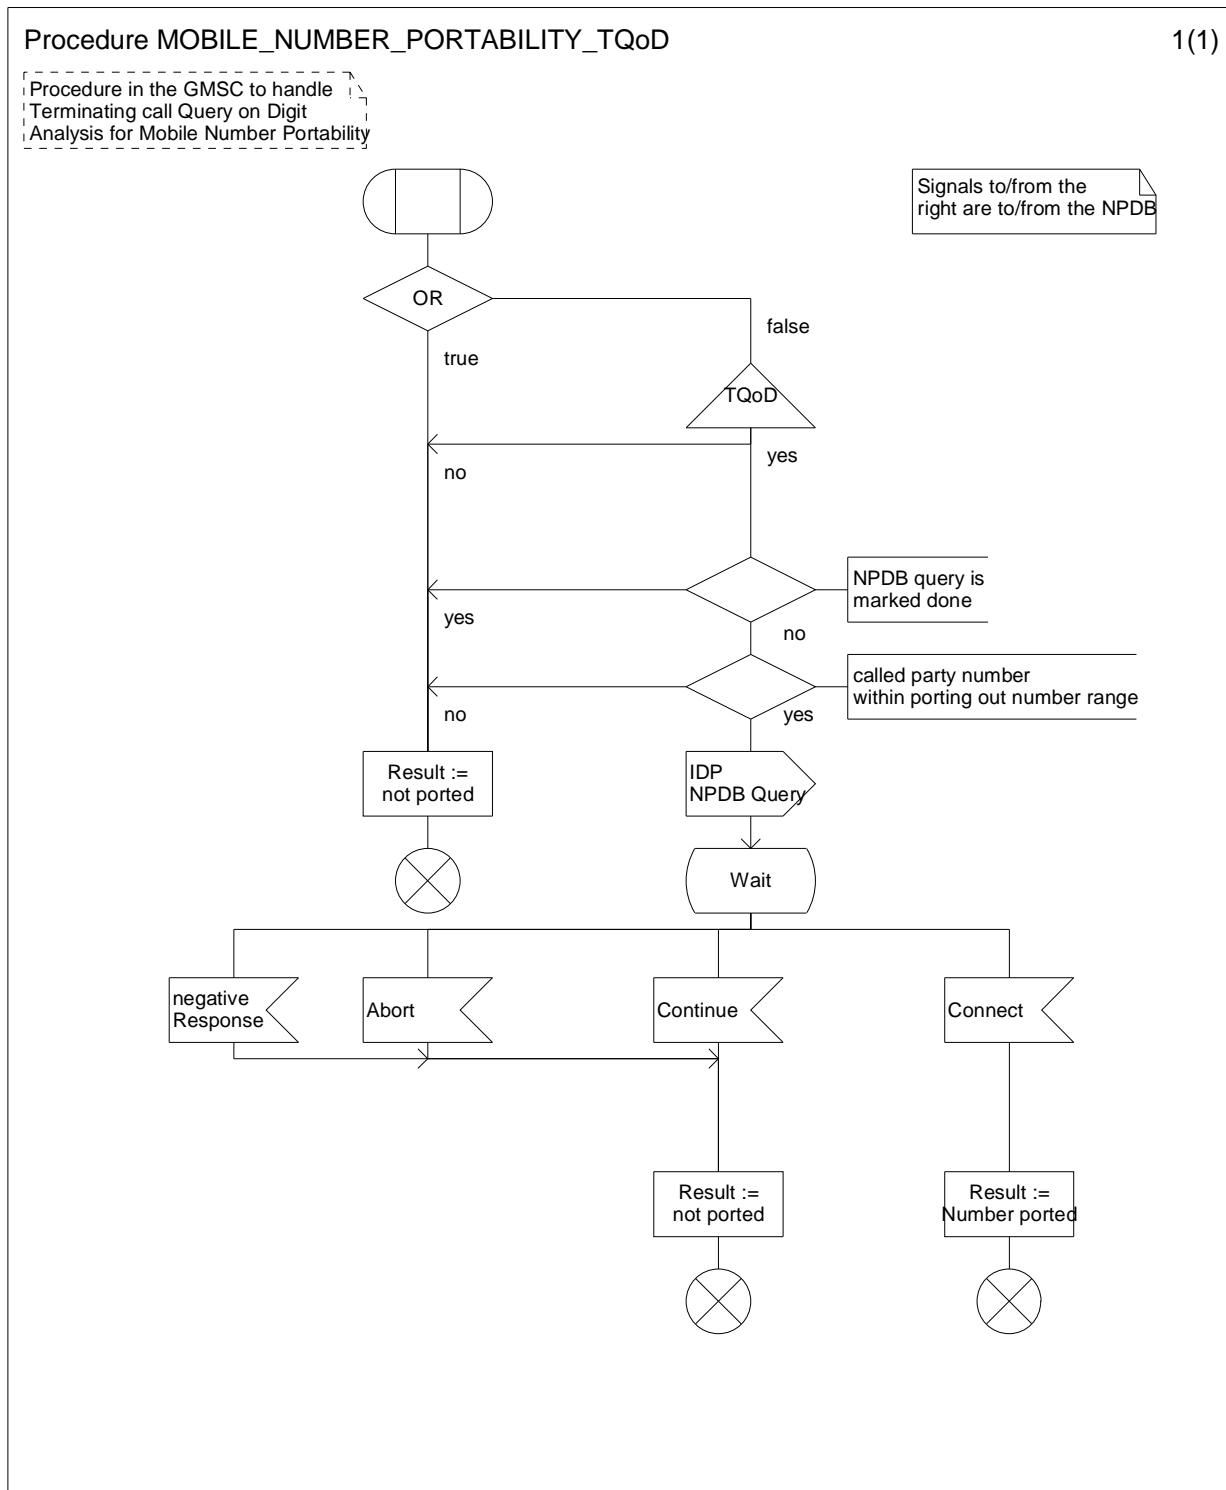 Procedure MOBILE_NUMBER_PORTABILITY_TQoD
1(1)
Procedure in the GMSC to handle
Terminating call Query on Digit
Analysis for Mobile Number Portability
Signals to/from the
right are to/from the NPDB
OR
false
true
TQoD
yes
no
NPDB query is
marked done
yes
no
called party number
within porting out number range
no
yes
Result :=
not ported
IDP
NPDB Query
Wait
negative
Response
Abort
Continue
Connect
Result :=
not ported
Result :=
Number ported